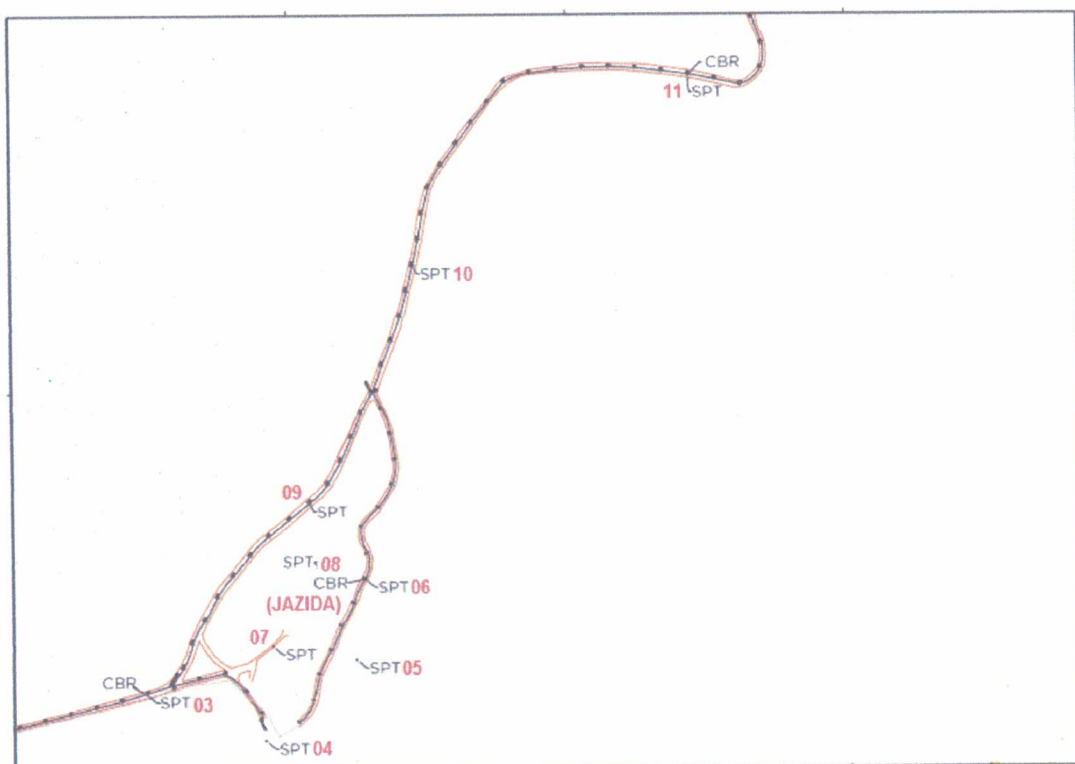 CBR
11 SPT
SPT 10
09
SPT
SPT 08
CBR SPT 06
(JAZIDA)
07
SPT
SPT 05
CBR
SPT 03
SPT 04